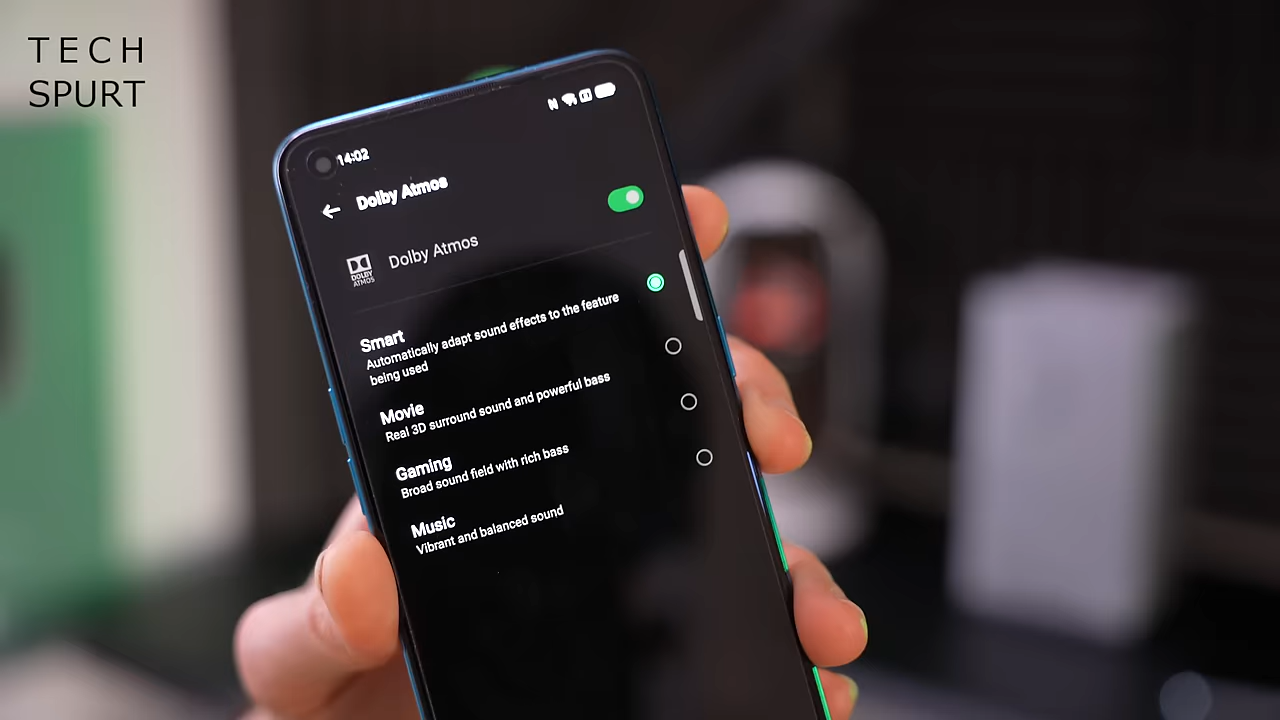 TECH
SPURT
14:02
Dolby Atmos
DOLBY
ATMOS
Dolby Atmos
Smart
Automatically adapt sound effects to the feature
being used
Movie
Real 3D surround sound and powerful bass
Gaming
Broad sound field with rich bass
Music
Vibrant and balanced sound